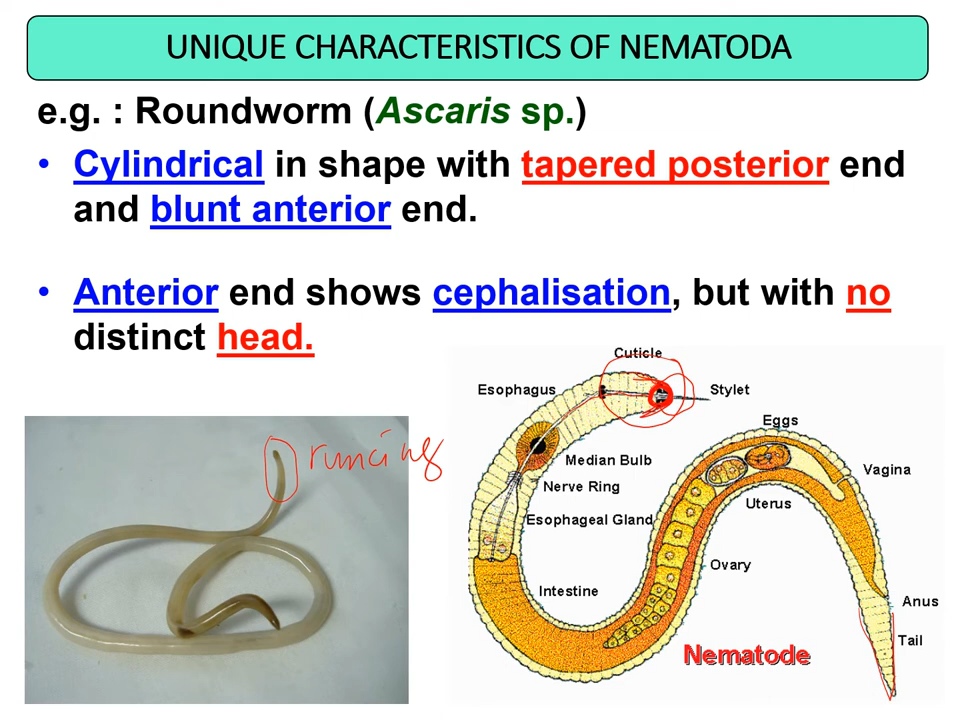 UNIQUE CHARACTERISTICS OF NEMATODA
e.g. : Roundworm (Ascaris sp.)
• Cylindrical in shape with tapered posterior end
and blunt anterior end.
• Anterior end shows cephalisation, but with no
distinct head.
Cuticle
Esophagus
Stylet
Eggs
runcing
Median Bulb
Vagina
Nerve Ring
Uterus
Esophageal Gland
Ovary
Intestine
Anus
Tail
Nematode